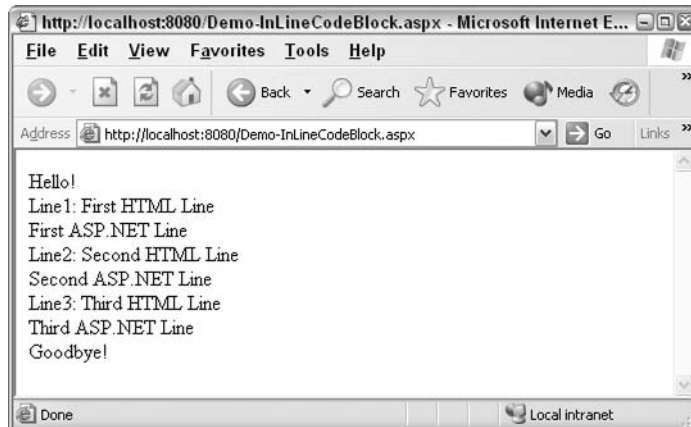 http://localhost:8080/Demo-InLineCodeBlock.aspx - Microsoft Internet E...
File Edit View Favorites Tools Help
Back Search Favorites Media
Address http://localhost:8080/Demo-InLineCodeBlock.aspx Go Links
Hello!
Line1: First HTML Line
First ASP.NET Line
Line2: Second HTML Line
Second ASP.NET Line
Line3: Third HTML Line
Third ASP.NET Line
Goodbye!
Done Local intranet